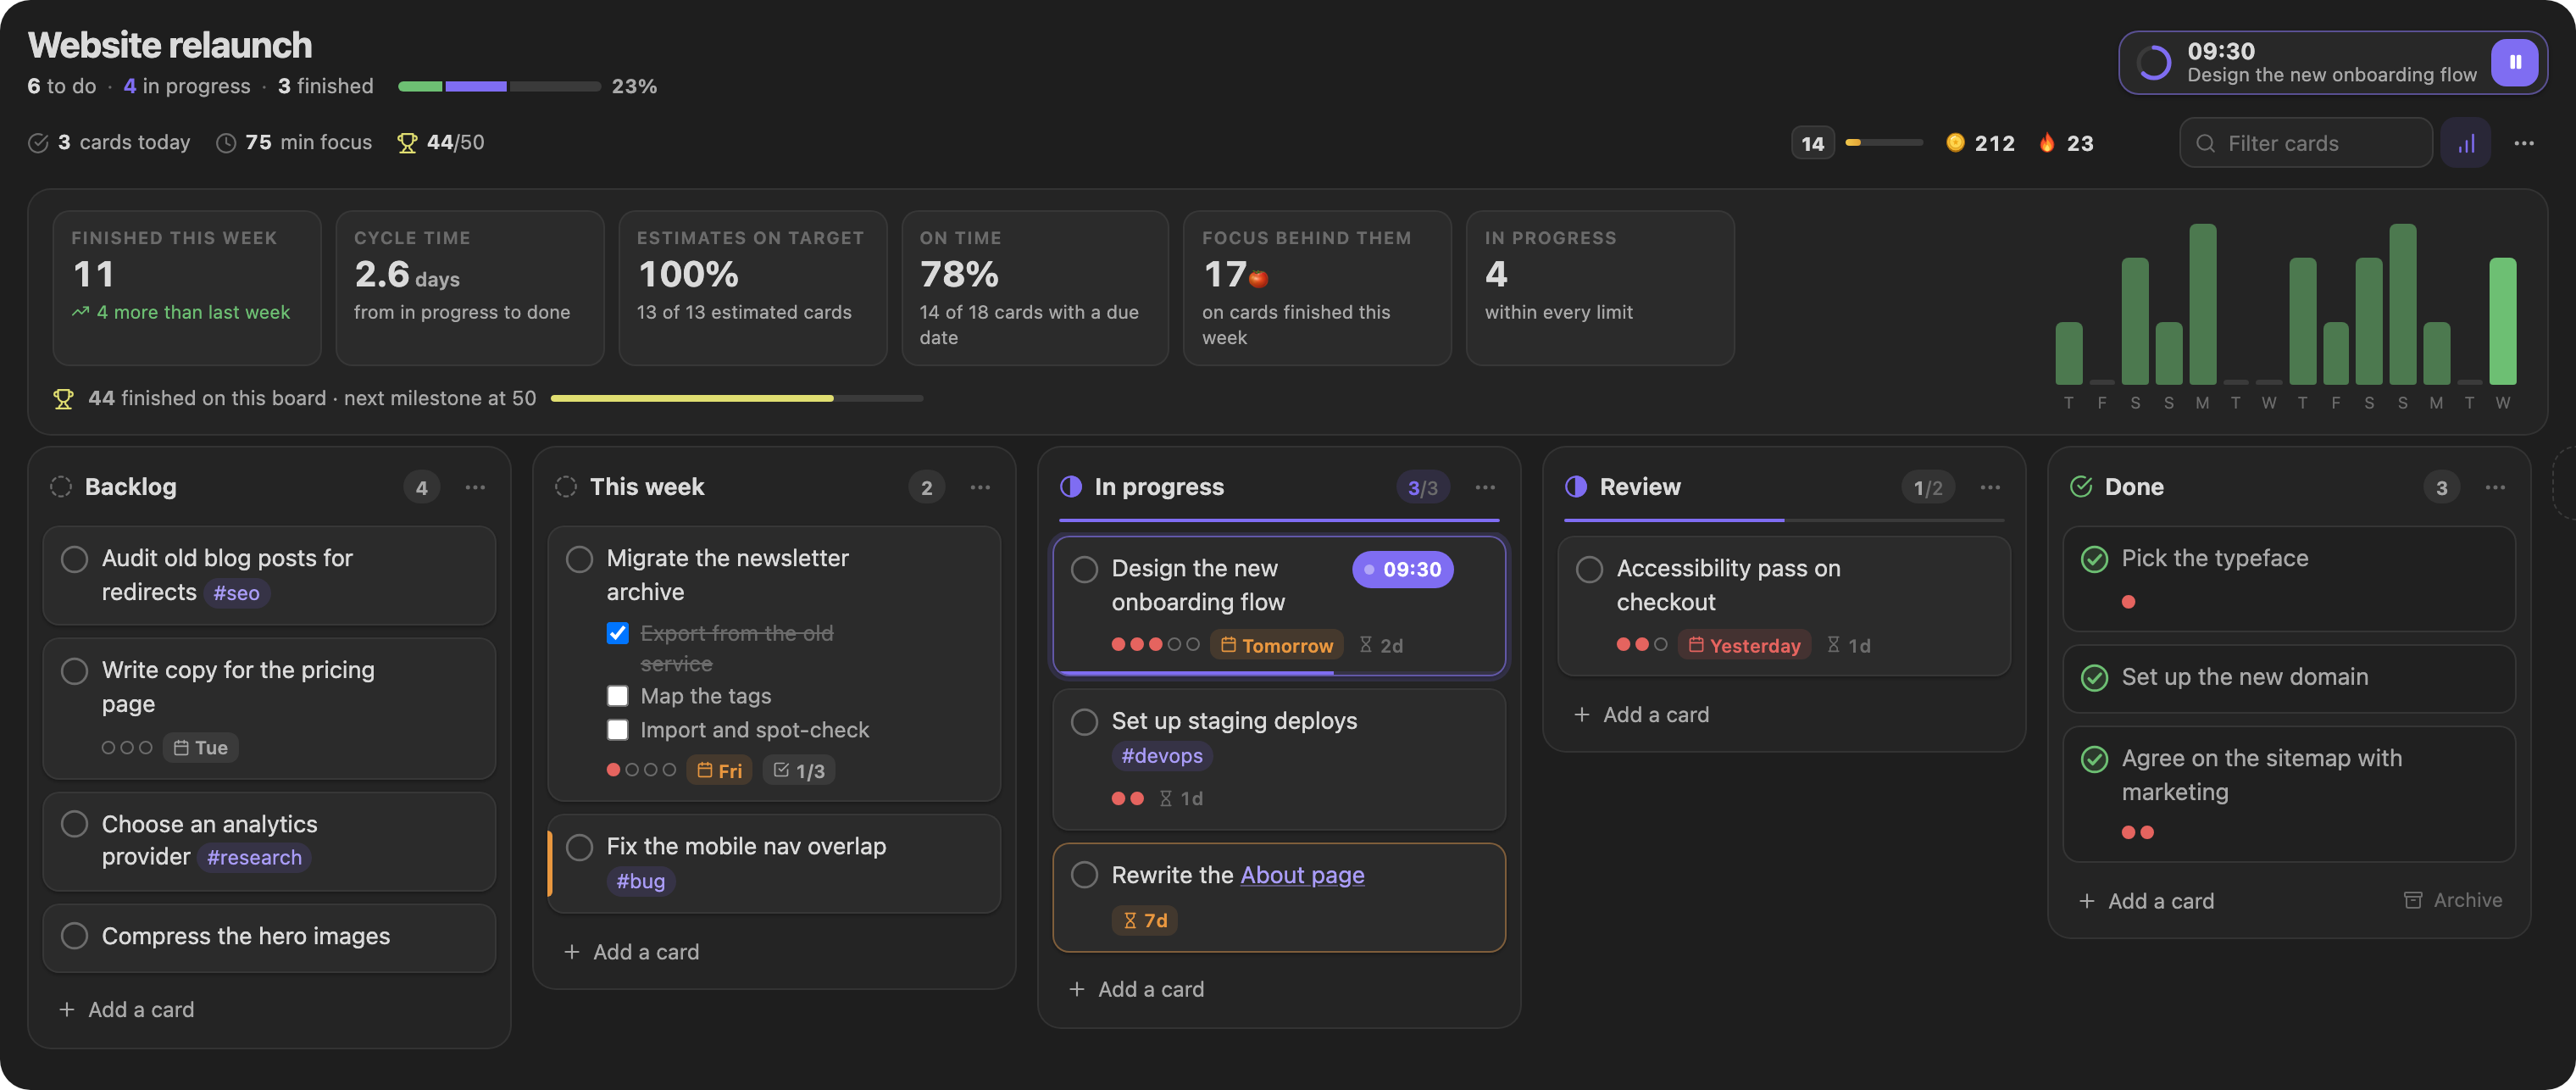 Website relaunch
6 to do · 4 in progress · 3 finished 23%
09:30
Design the new onboarding flow
3 cards today 75 min focus 44/50
14 212 23 Filter cards
FINISHED THIS WEEK
11
4 more than last week
CYCLE TIME
2.6 days
from in progress to done
ESTIMATES ON TARGET
100%
13 of 13 estimated cards
ON TIME
78%
14 of 18 cards with a due
date
FOCUS BEHIND THEM
17
on cards finished this
week
IN PROGRESS
4
within every limit
44 finished on this board · next milestone at 50
T F S S M T W T F S S M T W
Backlog 4
Audit old blog posts for
redirects #seo
Write copy for the pricing
page
Tue
Choose an analytics
provider #research
Compress the hero images
+ Add a card
This week 2
Migrate the newsletter
archive
Export from the old
service
Map the tags
Import and spot-check
Fri 1/3
Fix the mobile nav overlap
#bug
+ Add a card
In progress 3/3
Design the new 09:30
onboarding flow
Tomorrow 2d
Set up staging deploys
#devops
1d
Rewrite the About page
7d
+ Add a card
Review 1/2
Accessibility pass on
checkout
Yesterday 1d
+ Add a card
Done 3
Pick the typeface
Set up the new domain
Agree on the sitemap with
marketing
+ Add a card Archive